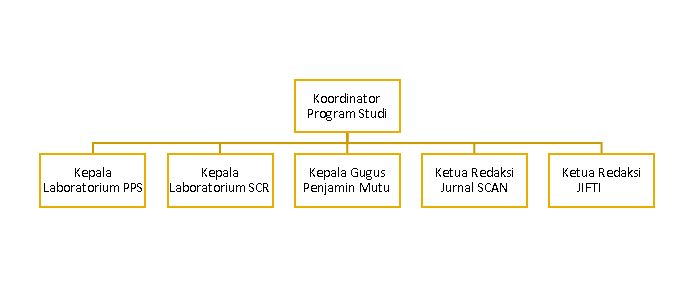 Koordinator
Program Studi
Kepala
Laboratorium PPS
Kepala
Laboratorium SCR
Kepala Gugus
Penjamin Mutu
Ketua Redaksi
Jurnal SCAN
Ketua Redaksi
JIFTI